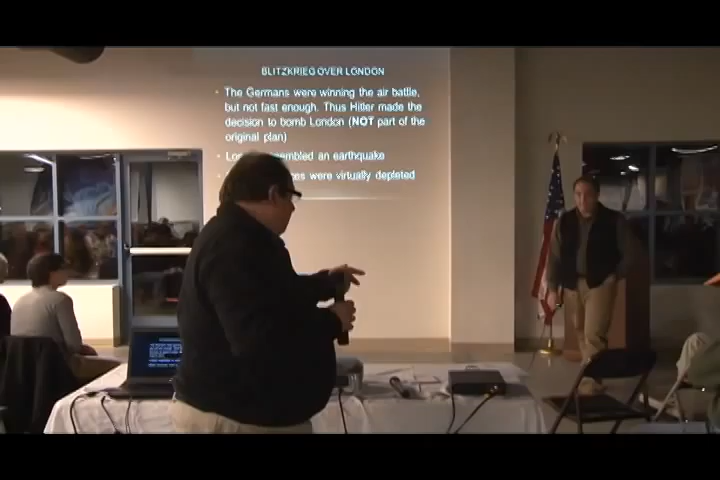 BLITZKRIEG OVER LONDON
The Germans were winning the air battle,
but not fast enough. Thus Hitler made the
decision to bomb London (NOT part of the
original plan)
embled an earthquake
were virtually depleted